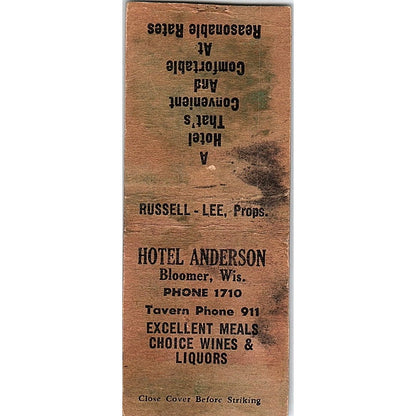 A
Hotel
That's
Convenient
And
Comfortable
At
Reasonable Rates
RUSSELL - LEE, Props.
HOTEL ANDERSON
Bloomer, Wis.
PHONE 1710
Tavern Phone 911
EXCELLENT MEALS
CHOICE WINES &
LIQUORS
Close Cover Before Striking